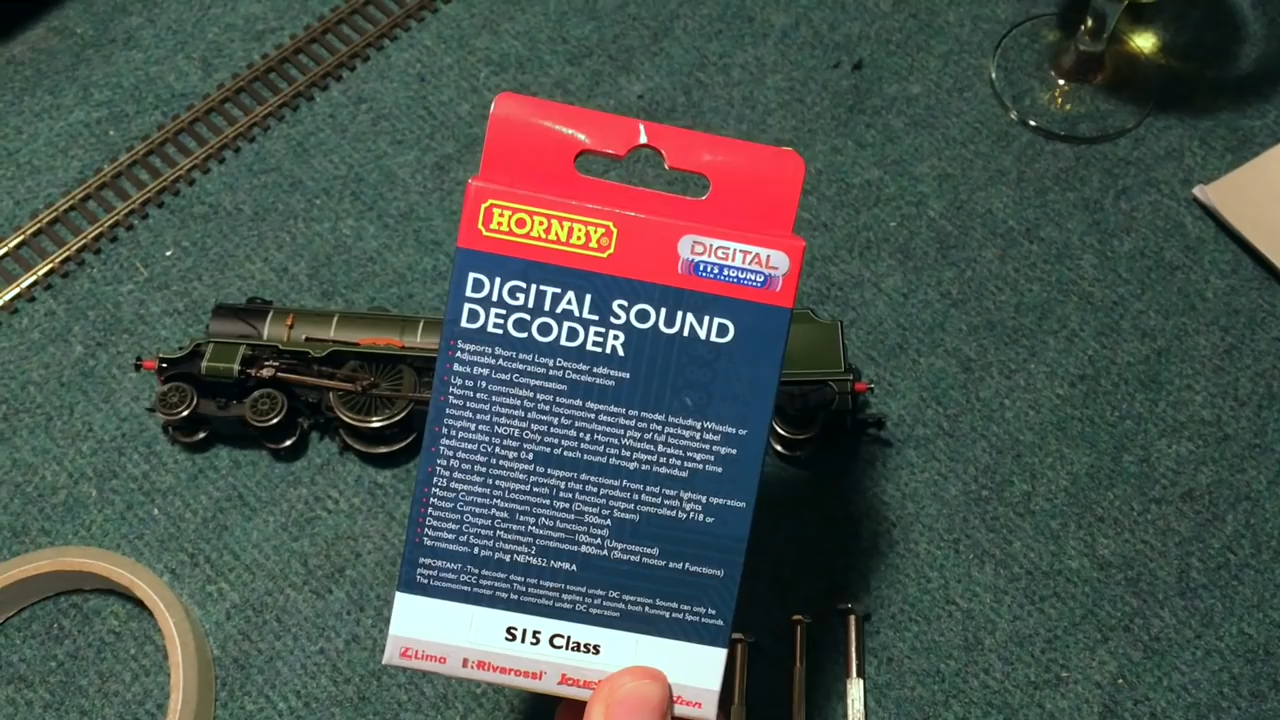 HORNBY®
DIGITAL
TTS SOUND
TWIN TRACK SOUND
DIGITAL SOUND
DECODER
• Supports Short and Long Decoder addresses
• Adjustable Acceleration and Deceleration
• Back EMF Load Compensation
• Up to 19 controllable spot sounds dependent on model. Including Whistles or
Horns etc. suitable for the locomotive described on the packaging label
• Two sound channels allowing for simultaneous play of full locomotive engine
sounds, and individual spot sounds e.g. Horns, Whistles, Brakes, wagons
coupling etc. NOTE: Only one spot sound can be played at the same time
• It is possible to alter volume of each sound through an individual
dedicated CV. Range 0-8
• The decoder is equipped to support directional Front and rear lighting operation
via F0 on the controller, providing that the product is fitted with lights
• The decoder is equipped with 1 aux function output controlled by F18 or
F25 dependent on Locomotive type (Diesel or Steam)
• Motor Current-Maximum continuous—500mA
• Motor Current-Peak. 1amp (No function load)
• Function Output Current Maximum—100mA (Unprotected)
• Decoder Current Maximum continuous-800mA (Shared motor and Functions)
• Number of Sound channels-2
• Termination- 8 pin plug NEM652. NMRA
IMPORTANT -The decoder does not support sound under DC operation. Sounds can only be
played under DCC operation. This statement applies to all sounds, both Running and Spot sounds.
The Locomotives motor may be controlled under DC operation
S15 Class
Lima Rivarossi